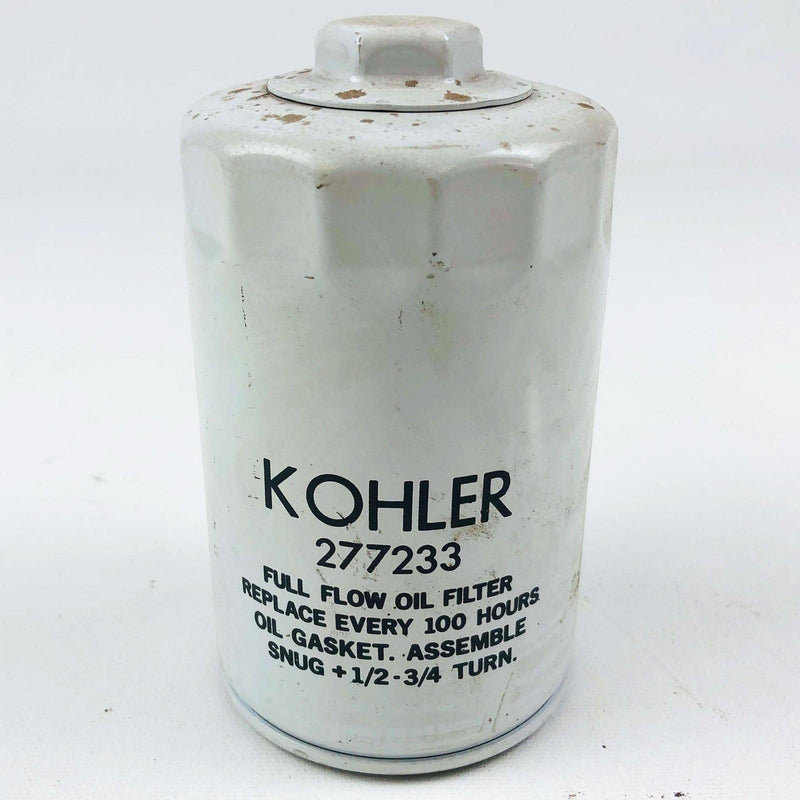 KOHLER
277233
FULL FLOW OIL FILTER
REPLACE EVERY 100 HOURS
OIL GASKET. ASSEMBLE
SNUG + 1/2 - 3/4 TURN.